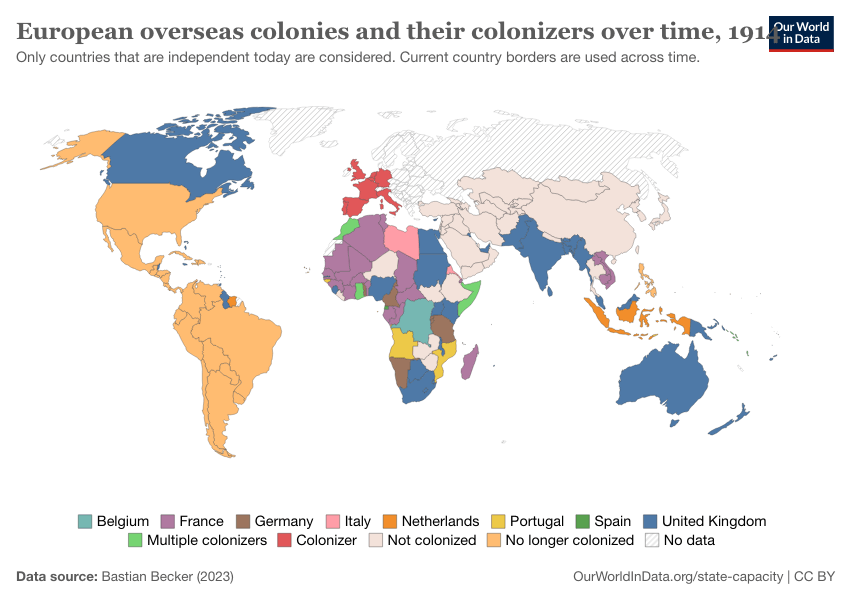 European overseas colonies and their colonizers over time, 1914
Our World
in Data
Only countries that are independent today are considered. Current country borders are used across time.
Belgium France Germany Italy Netherlands Portugal Spain United Kingdom
Multiple colonizers Colonizer Not colonized No longer colonized No data
Data source: Bastian Becker (2023)
OurWorldInData.org/state-capacity | CC BY